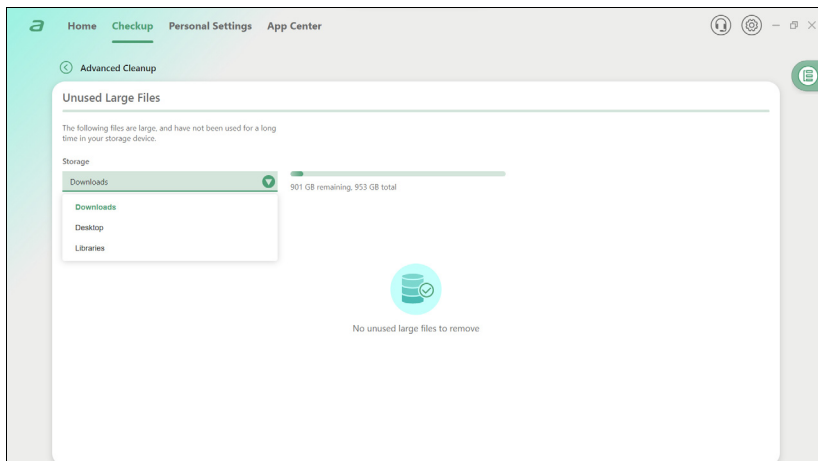 a
Home Checkup Personal Settings App Center
Advanced Cleanup
Unused Large Files
The following files are large, and have not been used for a long
time in your storage device.
Storage
Downloads
901 GB remaining, 953 GB total
Downloads
Desktop
Libraries
No unused large files to remove